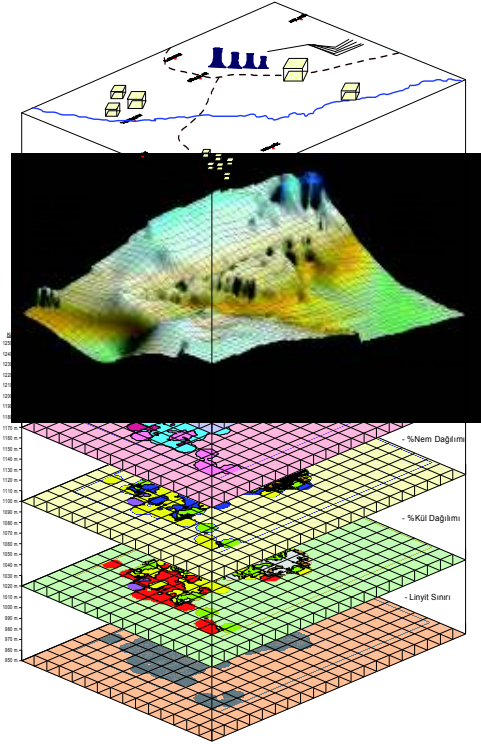 1170 m
1160 m
1150 m
1140 m
1130 m
1120 m
1110 m
1100 m
1090 m
1080 m
1070 m
1060 m
1050 m
1040 m
1030 m
1020 m
1010 m
1000 m
990 m
980 m
970 m
960 m
950 m
- %Nem Dağılımı
- %Kül Dağılımı
- Linyit Sınırı